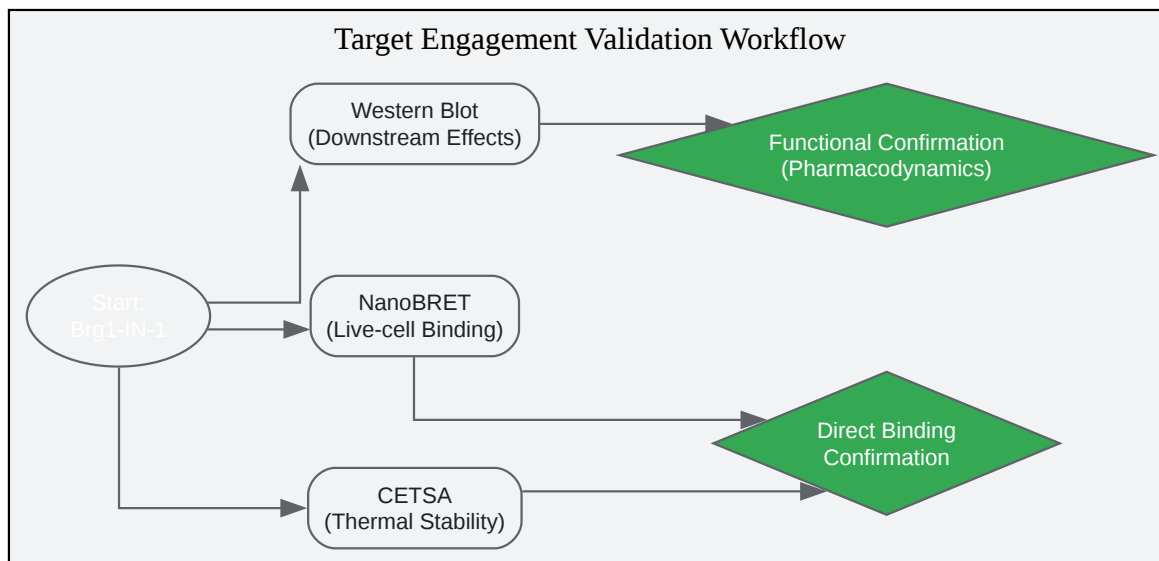 Target Engagement Validation Workflow
Western Blot
(Downstream Effects)
Functional Confirmation
(Pharmacodynamics)
Start:
Brg1-IN-1
NanoBRET
(Live-cell Binding)
Direct Binding
Confirmation
CETSA
(Thermal Stability)